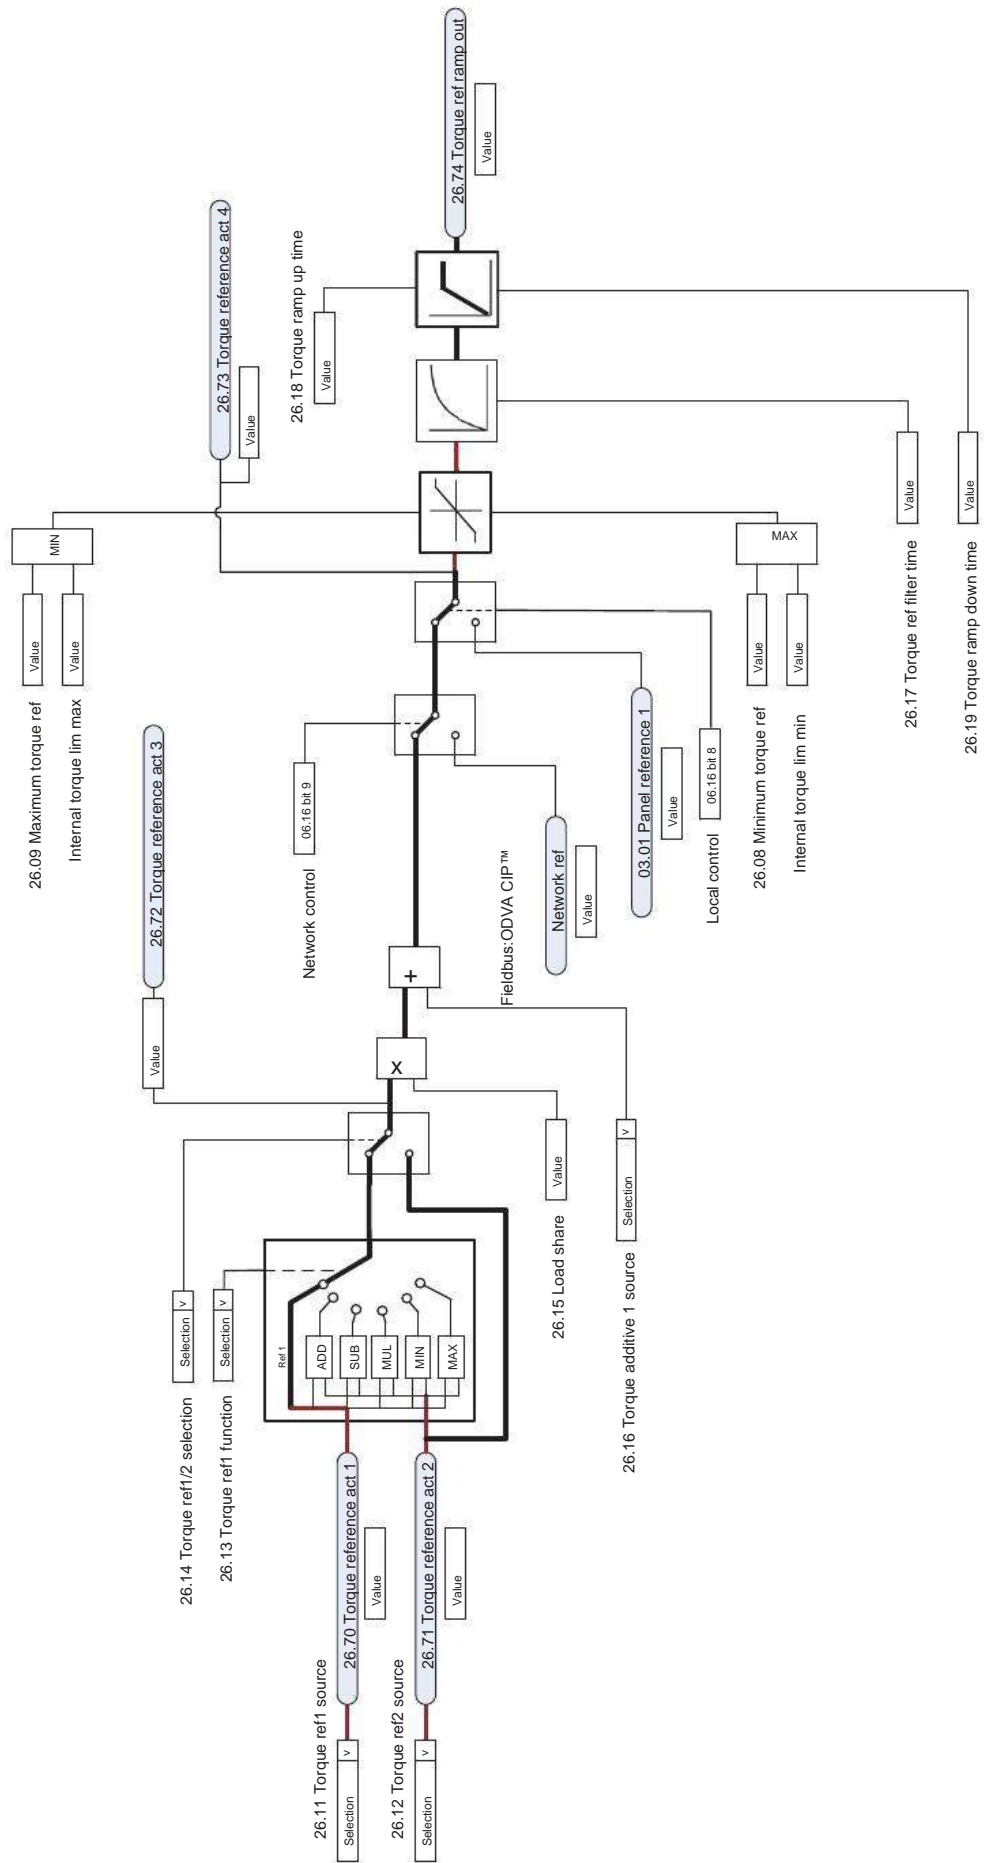 26.11 Torque ref1 source
Selection
v
26.70 Torque reference act 1
Value
26.12 Torque ref2 source
Selection
v
26.71 Torque reference act 2
Value
26.14 Torque ref1/2 selection
Selection
v
26.13 Torque ref1 function
Selection
v
Ref 1
ADD
SUB
MUL
MIN
MAX
26.15 Load share
Value
26.16 Torque additive 1 source
Selection
v
26.72 Torque reference act 3
Value
X
+
Network control
06.16 bit 9
Fieldbus:ODVA CIP™
Network ref
Value
03.01 Panel reference 1
Value
Local control
06.16 bit 8
26.09 Maximum torque ref
Value
Internal torque lim max
Value
MIN
26.08 Minimum torque ref
Value
Internal torque lim min
Value
MAX
26.73 Torque reference act 4
Value
26.18 Torque ramp up time
Value
26.17 Torque ref filter time
Value
26.19 Torque ramp down time
Value
26.74 Torque ref ramp out
Value